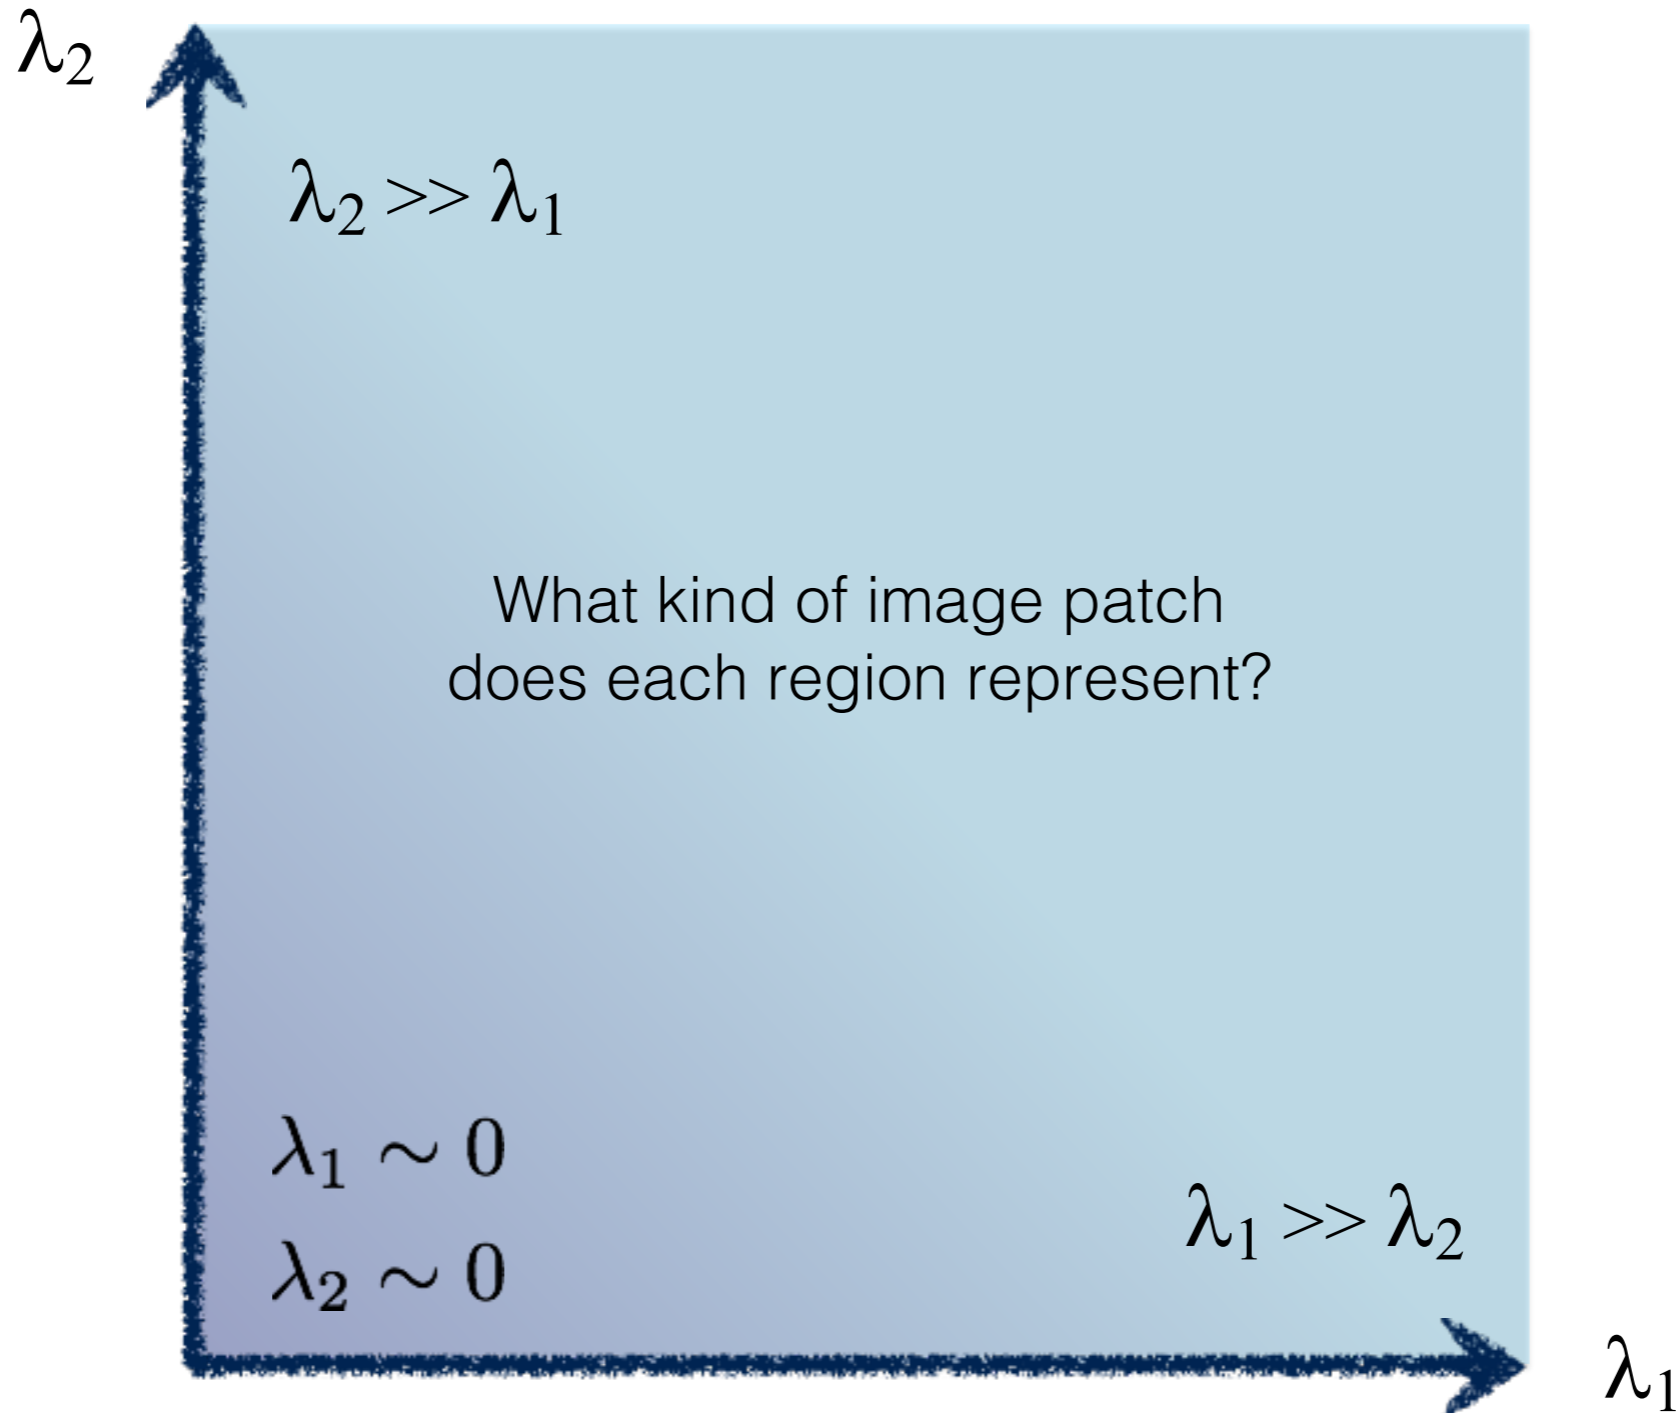 λ₂
λ₂ >> λ₁
What kind of image patch
does each region represent?
λ₁ ∼ 0
λ₂ ∼ 0
λ₁ >> λ₂
λ₁